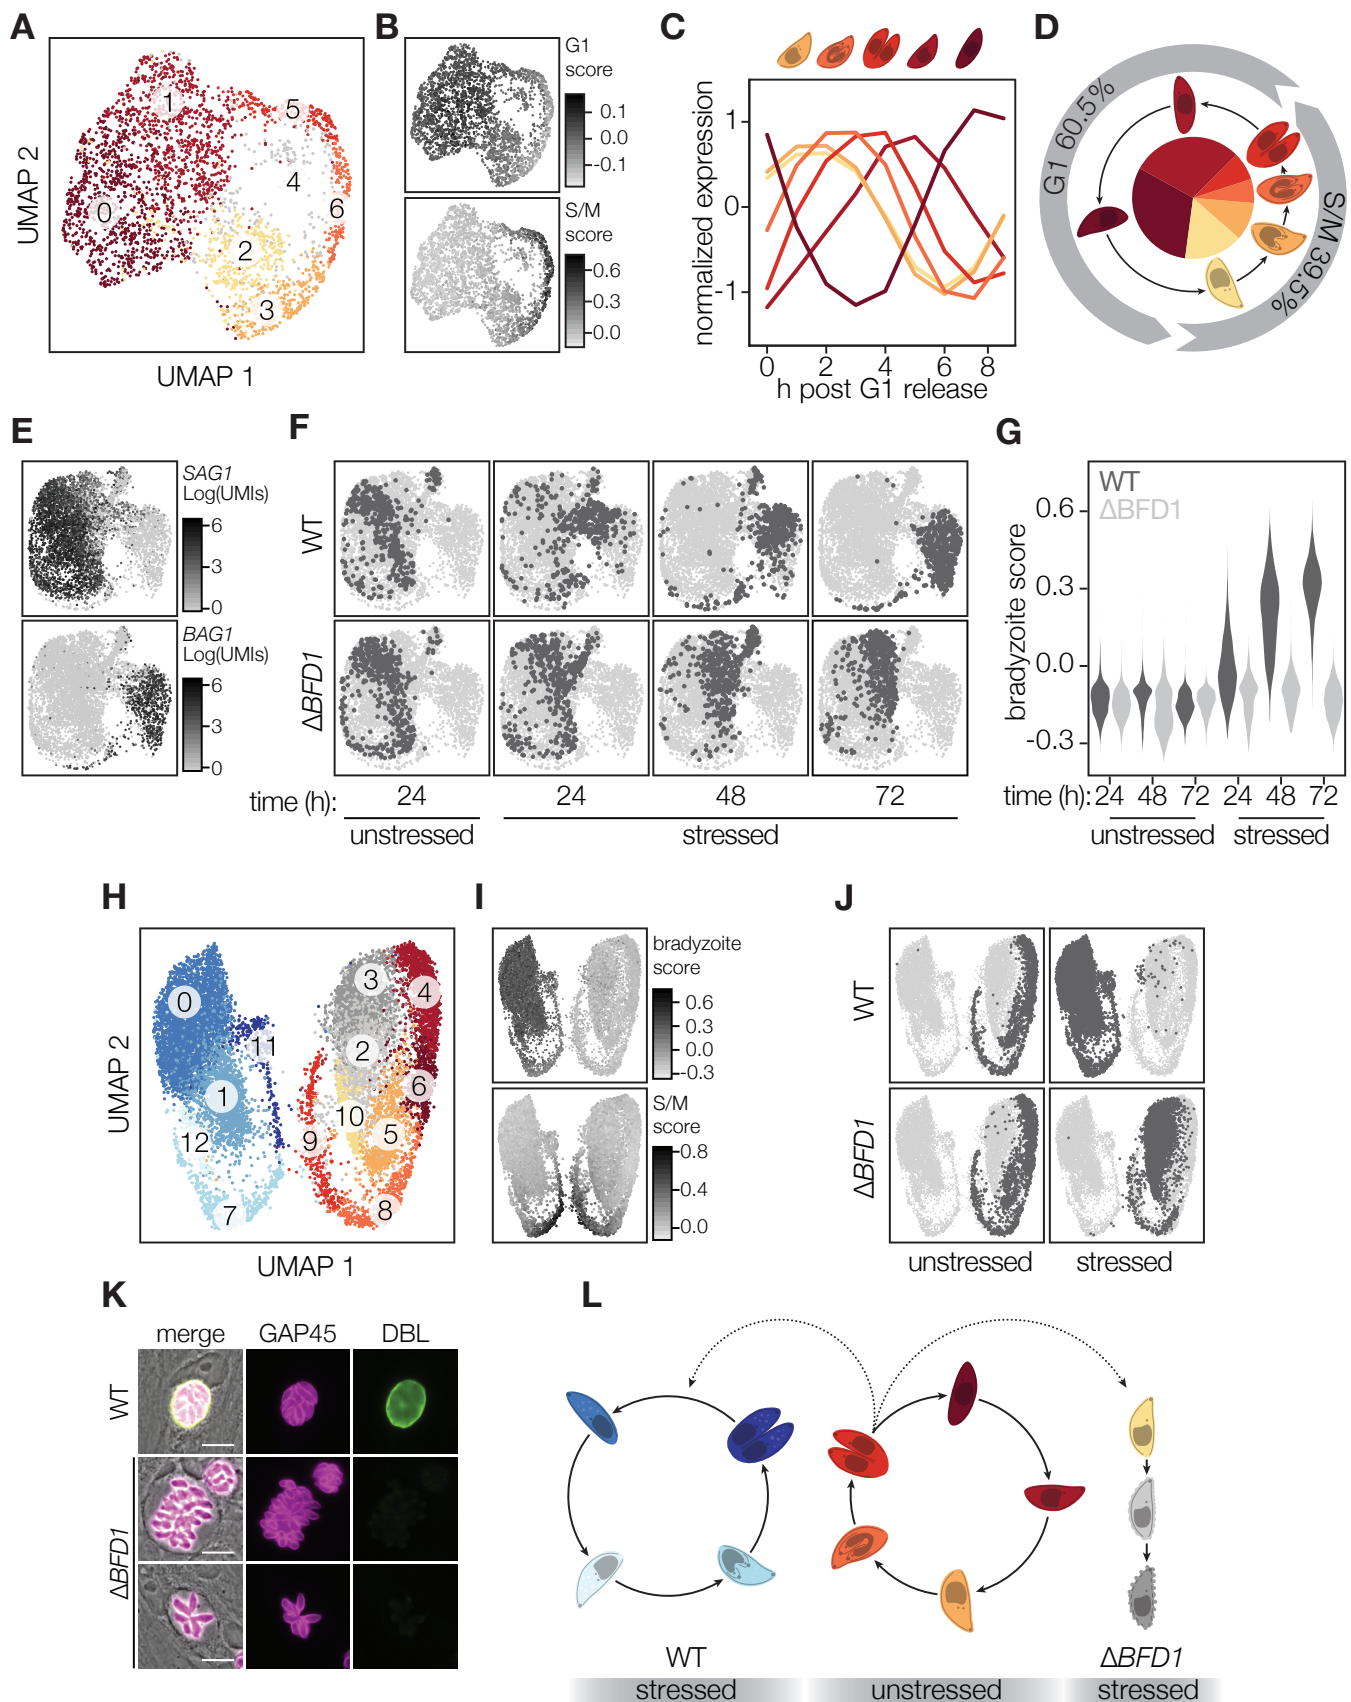 A
B
C
D
UMAP 2
UMAP 1
1
5
4
0
6
2
3
G1
score
0.1
0.0
-0.1
S/M
score
0.6
0.3
0.0
normalized expression
1
0
-1
0
2
4
6
8
h post G1 release
G1 60.5%
S/M 39.5%
E
F
G
SAG1
Log(UMIs)
6
3
0
BAG1
Log(UMIs)
6
3
0
WT
ΔBFD1
time (h):
24
24
48
72
unstressed
stressed
WT
ΔBFD1
bradyzoite score
0.6
0.3
0.0
-0.3
time (h):
24
48
72
24
48
72
unstressed
stressed
H
I
J
UMAP 2
UMAP 1
0
3
4
11
2
1
6
10
12
9
5
7
8
bradyzoite
score
0.6
0.3
0.0
-0.3
S/M
score
0.8
0.4
0.0
WT
ΔBFD1
unstressed
stressed
K
L
merge
GAP45
DBL
WT
ΔBFD1
WT
ΔBFD1
stressed
unstressed
stressed